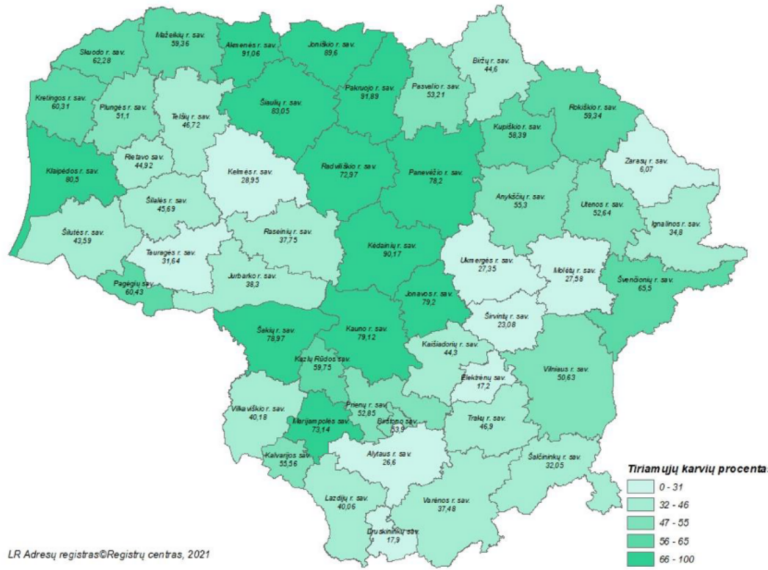 Skuodo r. sav.
62,28
Mažeikių r. sav.
59,36
Akmenės r. sav.
91,06
Joniškio r. sav.
89,6
Biržų r. sav.
44,6
Kretingos r. sav.
60,31
Plungės r. sav.
51,1
Telšių r. sav.
46,72
Šiaulių r. sav.
83,05
Pakruojo r. sav.
91,89
Pasvalio r. sav.
53,21
Rokiškio r. sav.
59,34
Kupiškio r. sav.
58,39
Klaipėdos r. sav.
80,5
Rietavo sav.
44,92
Kelmės r. sav.
28,95
Radviliškio r. sav.
72,97
Panevėžio r. sav.
78,2
Zarasų r. sav.
6,07
Šilalės r. sav.
45,69
Anykščių r. sav.
55,3
Utenos r. sav.
52,64
Ignalinos r. sav.
34,8
Šilutės r. sav.
43,59
Tauragės r. sav.
31,64
Raseinių r. sav.
37,75
Kėdainių r. sav.
90,17
Ukmergės r. sav.
27,35
Molėtų r. sav.
27,58
Pagėgių sav.
60,43
Jurbarko r. sav.
38,3
Jonavos r. sav.
79,2
Švenčionių r. sav.
65,5
Širvintų r. sav.
23,08
Šakių r. sav.
78,97
Kauno r. sav.
79,12
Kaišiadorių r. sav.
44,3
Kazlų Rūdos sav.
59,75
Elektrėnų sav.
17,2
Vilniaus r. sav.
50,63
Vilkaviškio r. sav.
40,18
Marijampolės sav.
73,14
Prienų r. sav.
52,85
Birštono sav.
53,9
Trakų r. sav.
46,9
Kalvarijos sav.
55,56
Alytaus r. sav.
26,6
Šalčininkų r. sav.
32,05
Lazdijų r. sav.
40,06
Varėnos r. sav.
37,48
Druskininkų sav.
17,9
Tiriamųjų karvių procenta
0 - 31
32 - 46
47 - 55
56 - 65
66 - 100
LR Adresų registras©Registrų centras, 2021